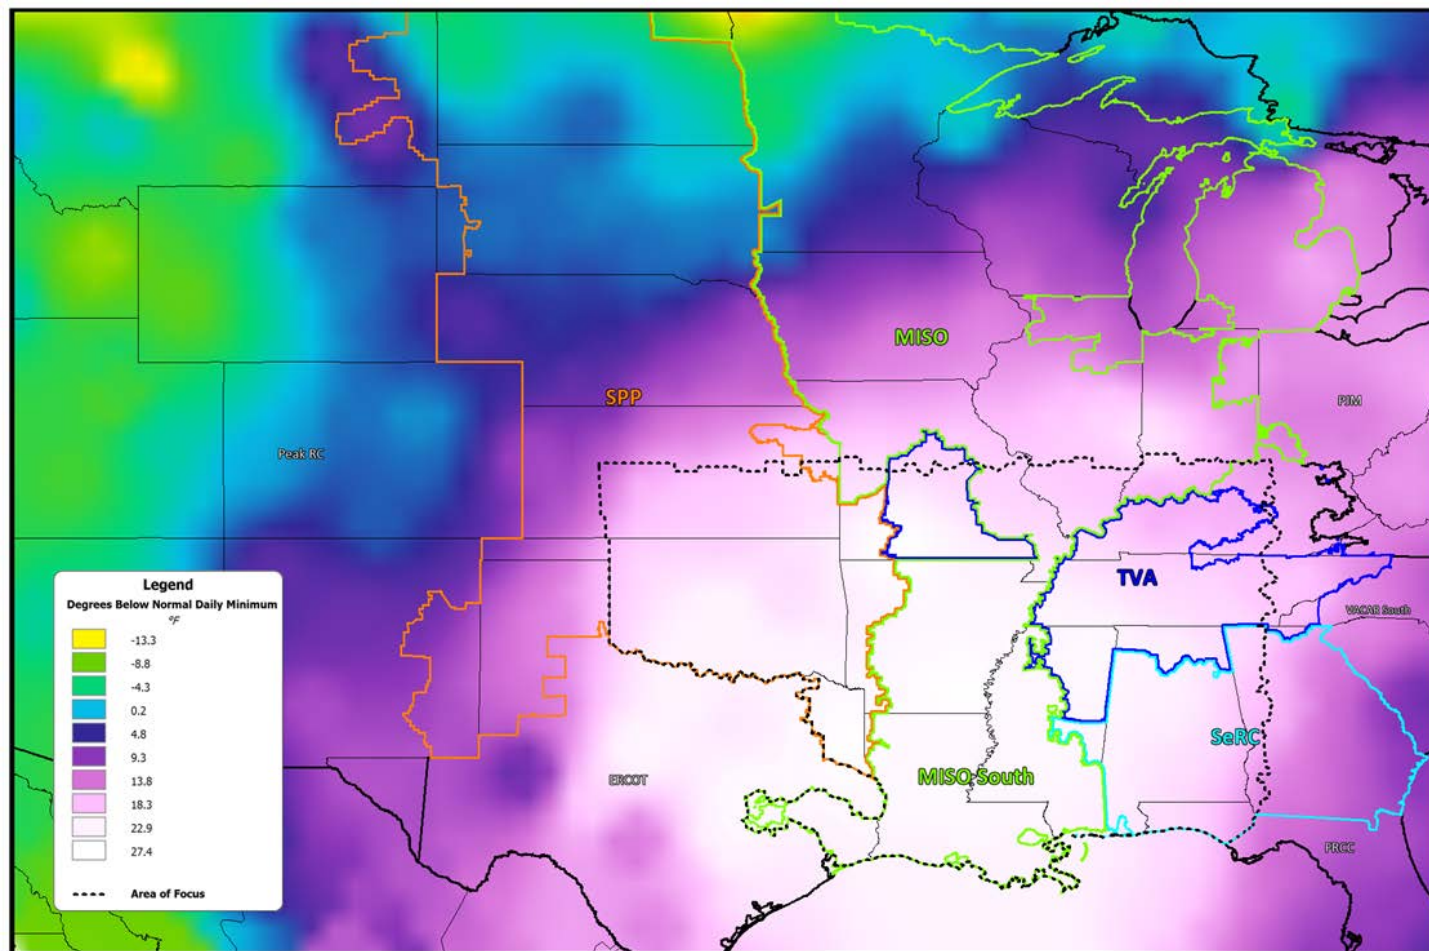 MISO
SPP
PJM
Peak RC
TVA
VACAR South
SeRC
MISO South
ERCOT
FRCC
Legend
Degrees Below Normal Daily Minimum
°F
-13.3
-8.8
-4.3
0.2
4.8
9.3
13.8
18.3
22.9
27.4
Area of Focus